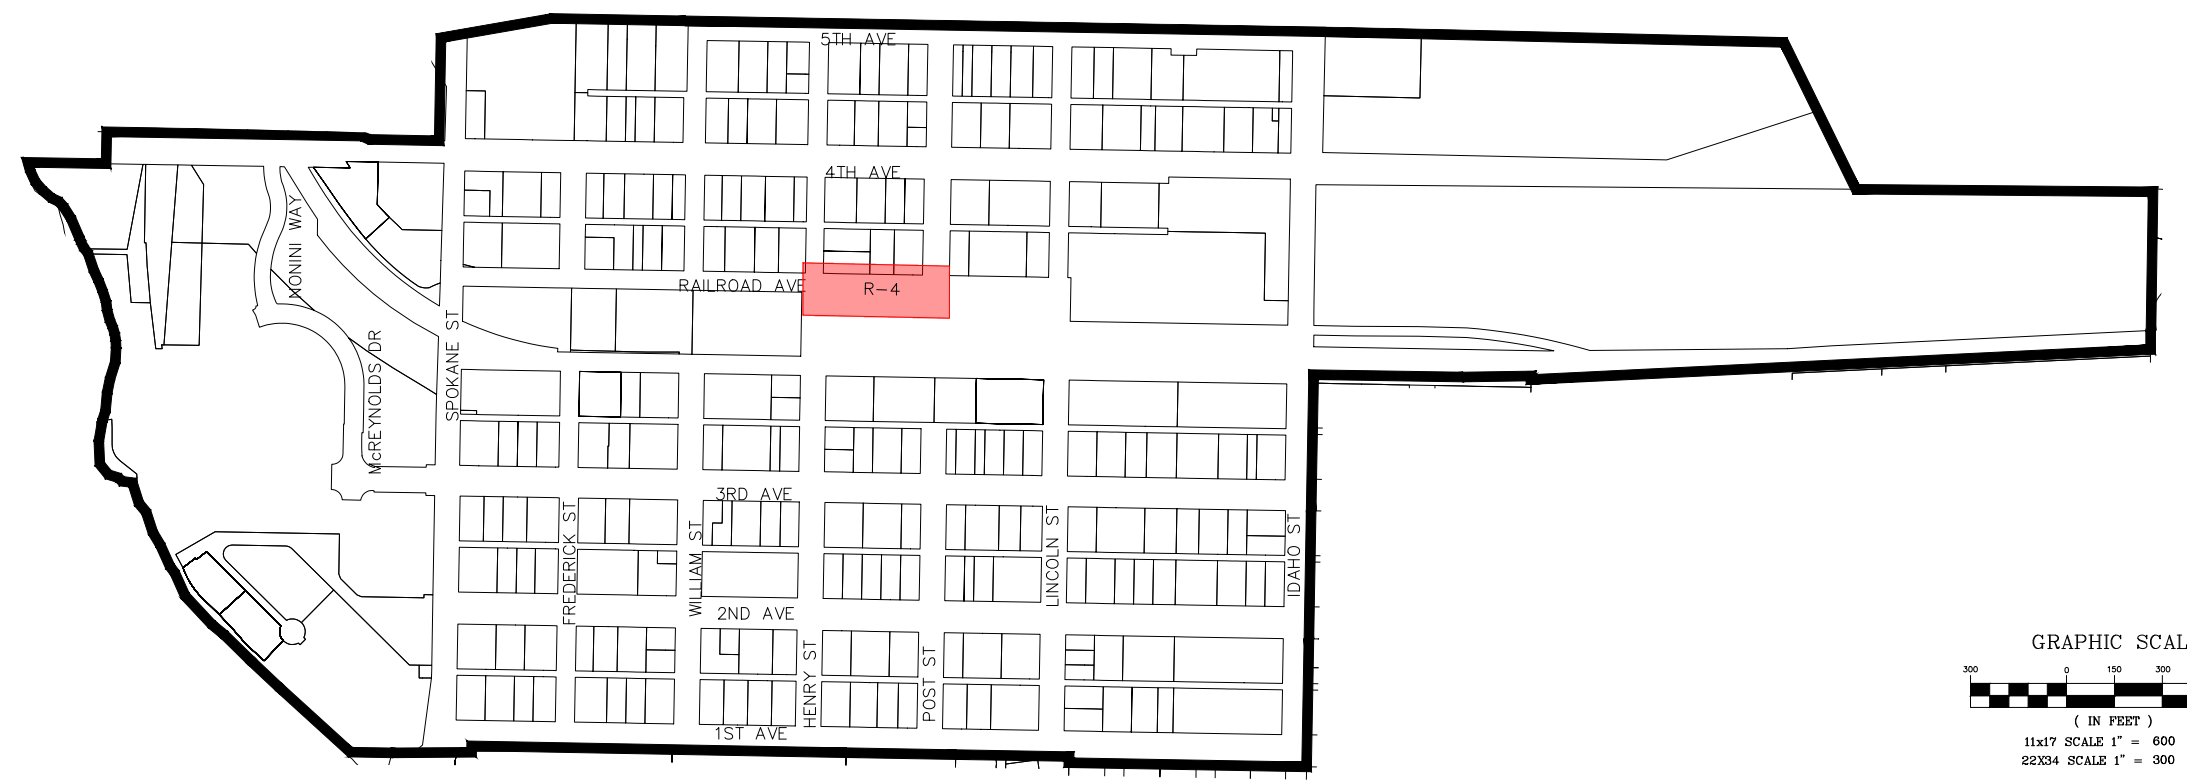 5TH AVE
4TH AVE
NONINI WAY
RAILROAD AVE
R-4
SPOKANE ST
McREYNOLDS DR
3RD AVE
FREDERICK ST
WILLIAM ST
LINCOLN ST
IDAHO ST
2ND AVE
HENRY ST
POST ST
1ST AVE
GRAPHIC SCAL
300 0 150 300
( IN FEET )
11x17 SCALE 1" = 600
22X34 SCALE 1" = 300